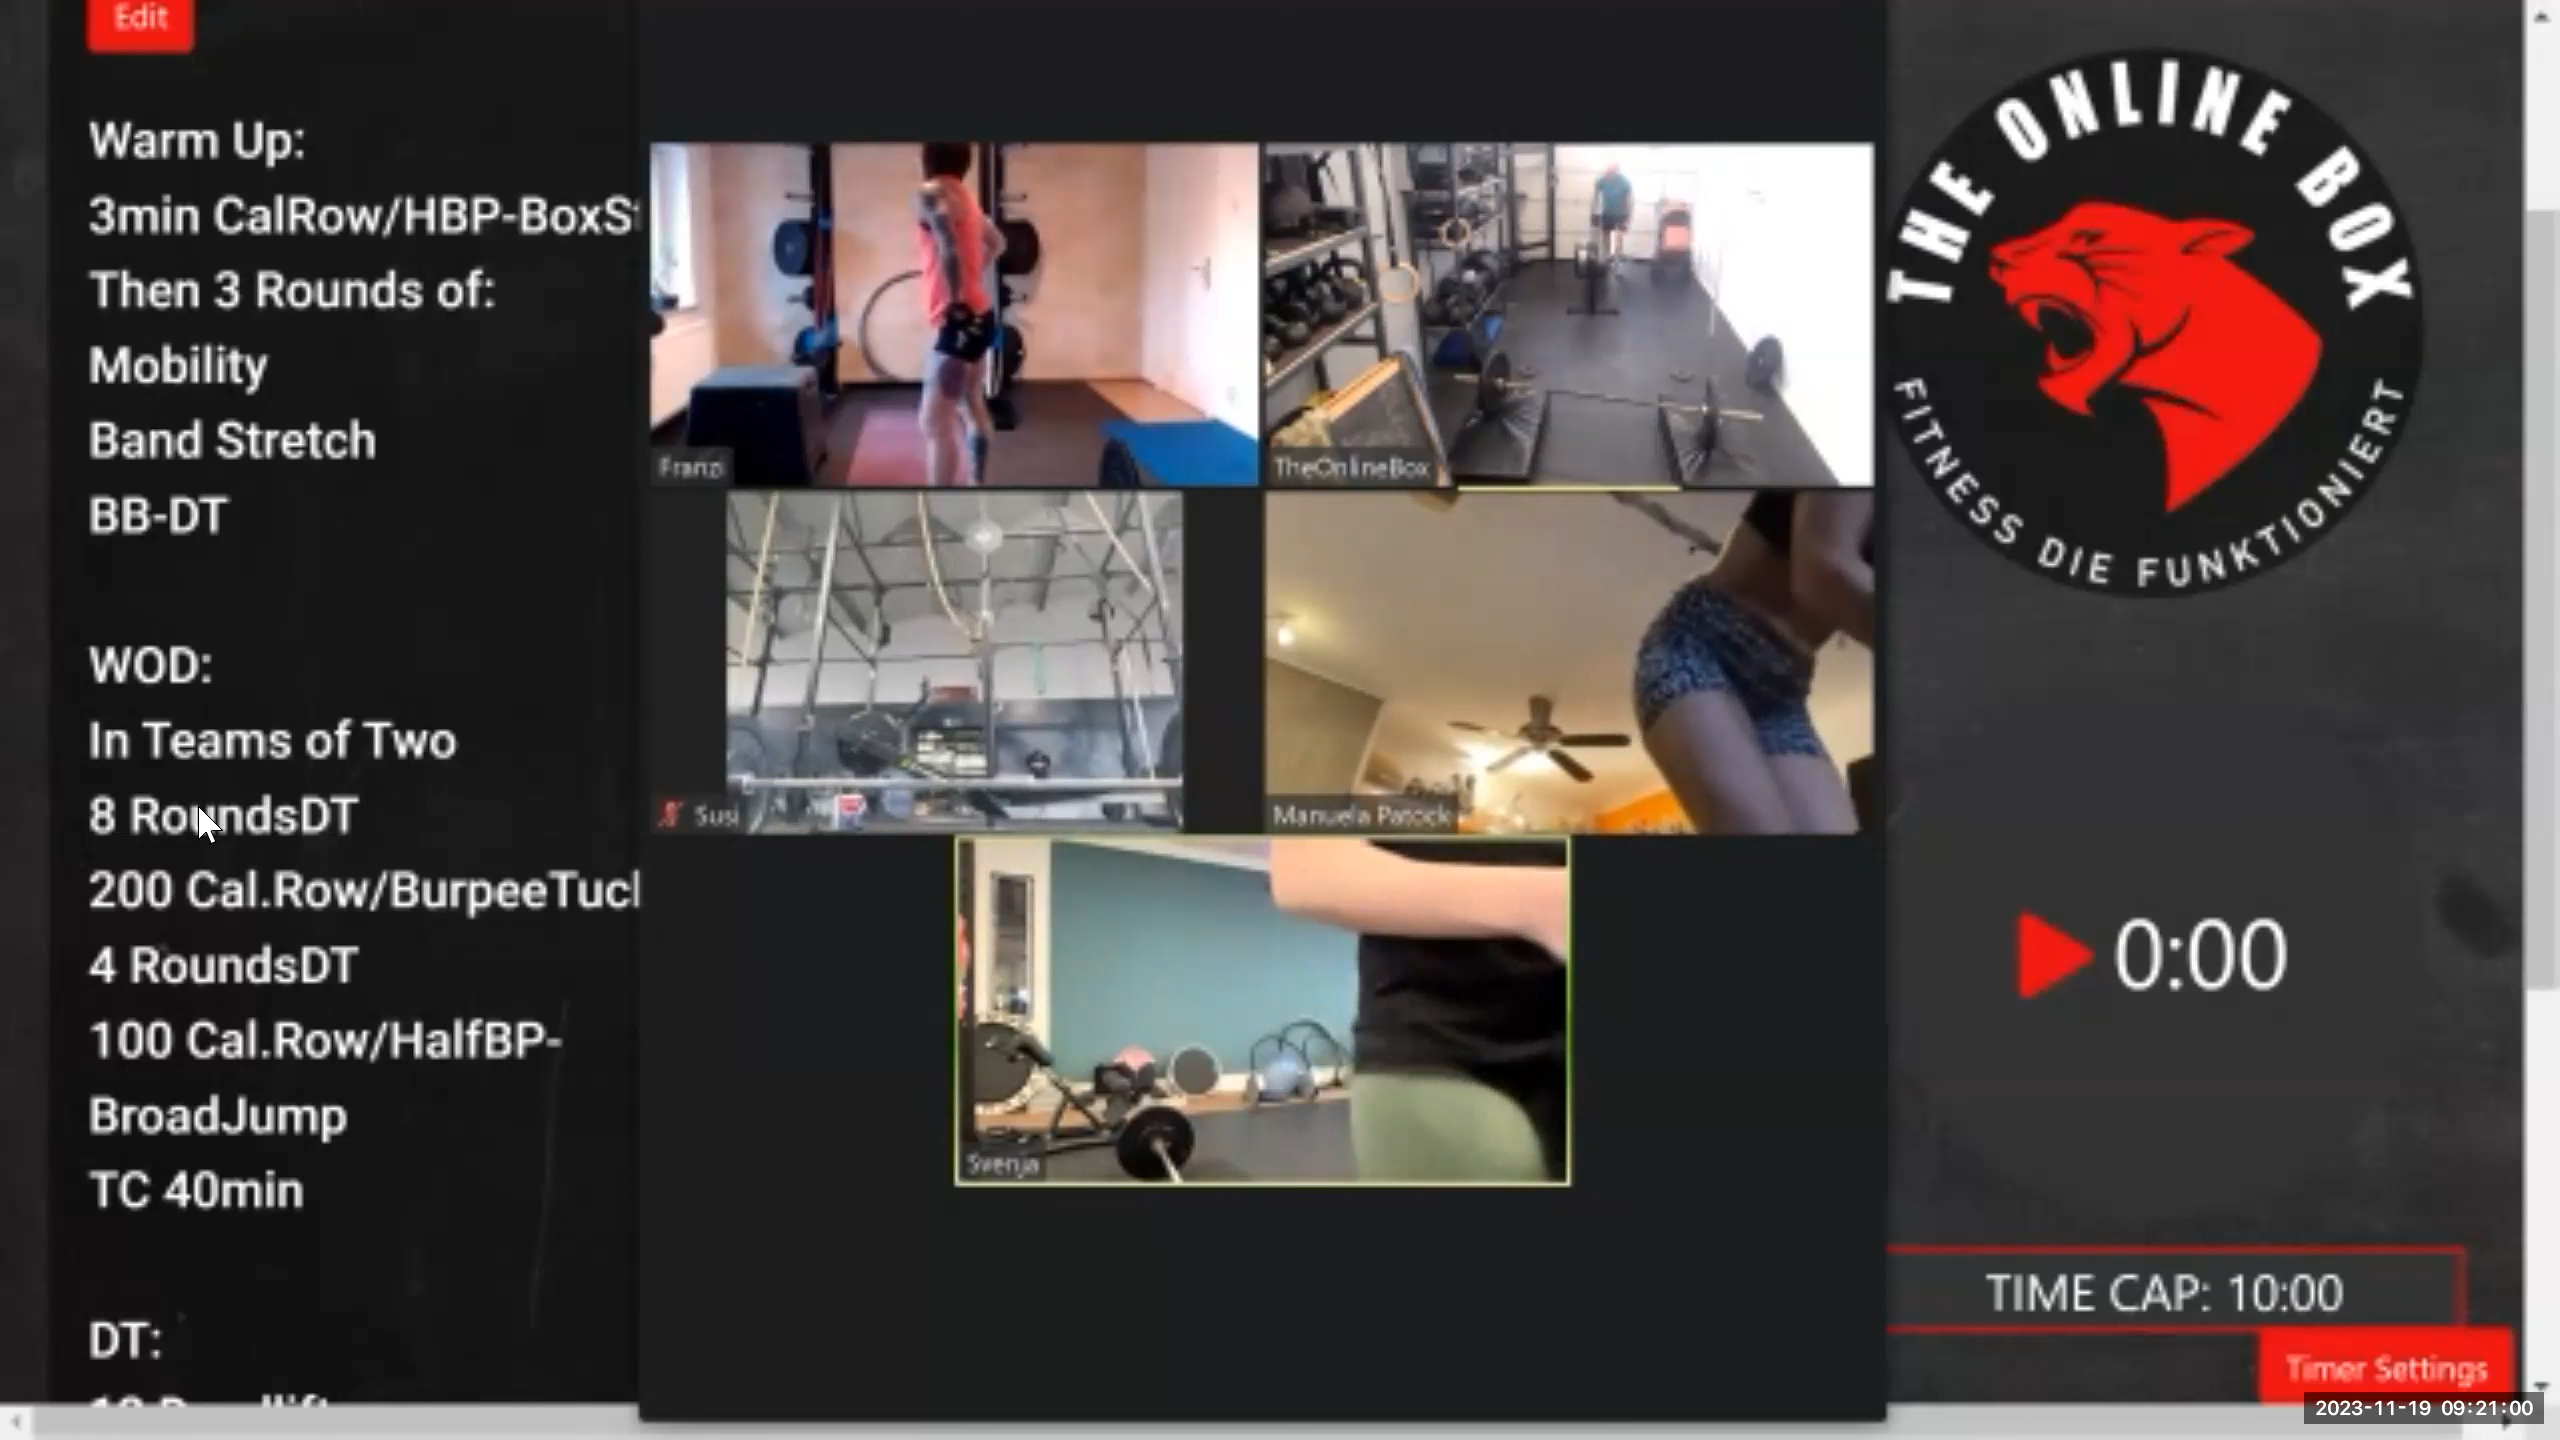 Edit
Warm Up:
3min CalRow/HBP-BoxSt
Then 3 Rounds of:
Mobility
Band Stretch
BB-DT
WOD:
In Teams of Two
8 RoundsDT
200 Cal.Row/BurpeeTuc
4 RoundsDT
100 Cal.Row/HalfBP-
BroadJump
TC 40min
DT:
Franzi
TheOnlineBox
Susi
Manuela Patock
Svenja
THE ONLINE BOX
FITNESS DIE FUNKTIONIERT
0:00
TIME CAP: 10:00
Timer Settings
2023-11-19 09:21:00